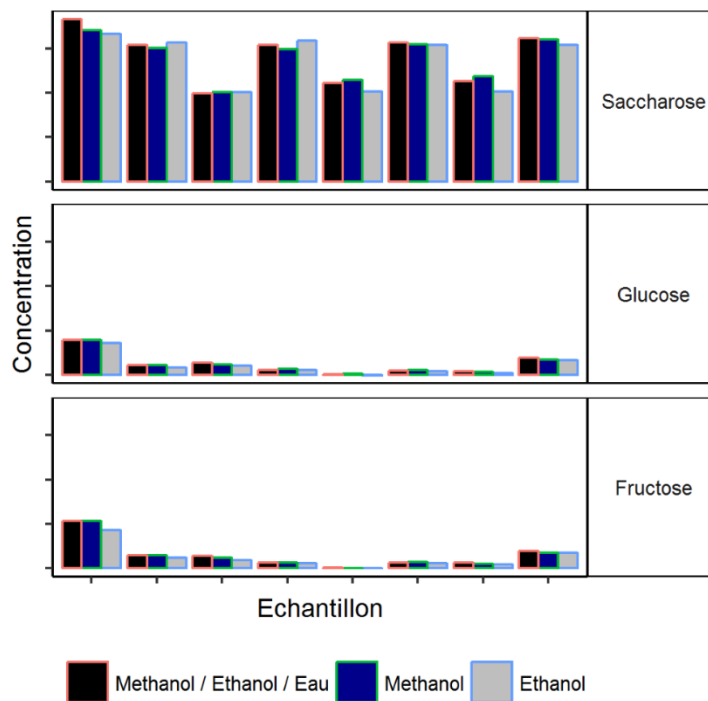 Saccharose
Glucose
Fructose
Concentration
Echantillon
Methanol / Ethanol / Eau Methanol Ethanol